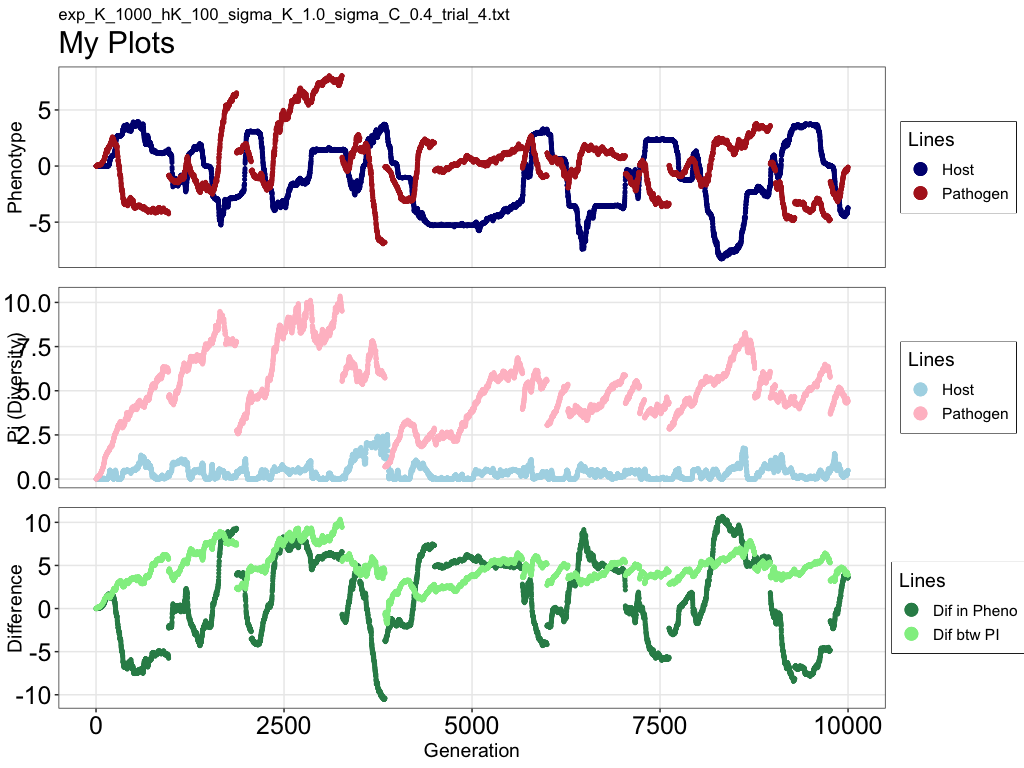 exp_K_1000_hK_100_sigma_K_1.0_sigma_C_0.4_trial_4.txt
My Plots
Phenotype
5
0
-5
Lines
Host
Pathogen
Pi (Diversity)
10.0
7.5
5.0
2.5
0.0
Lines
Host
Pathogen
Difference
10
5
0
-5
-10
Lines
Dif in Pheno
Dif btw PI
0
2500
5000
7500
10000
Generation